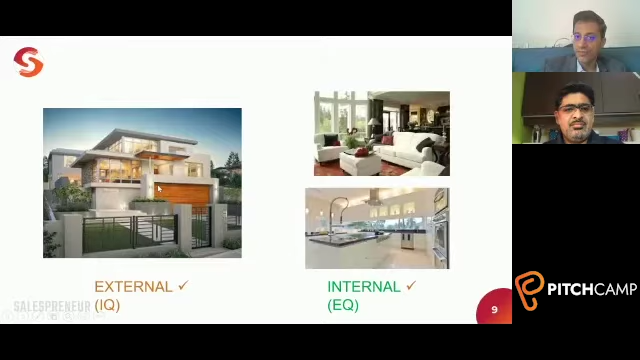 EXTERNAL ✓
(IQ)
INTERNAL ✓
(EQ)
SALESPRENEUR
9
PITCHCAMP